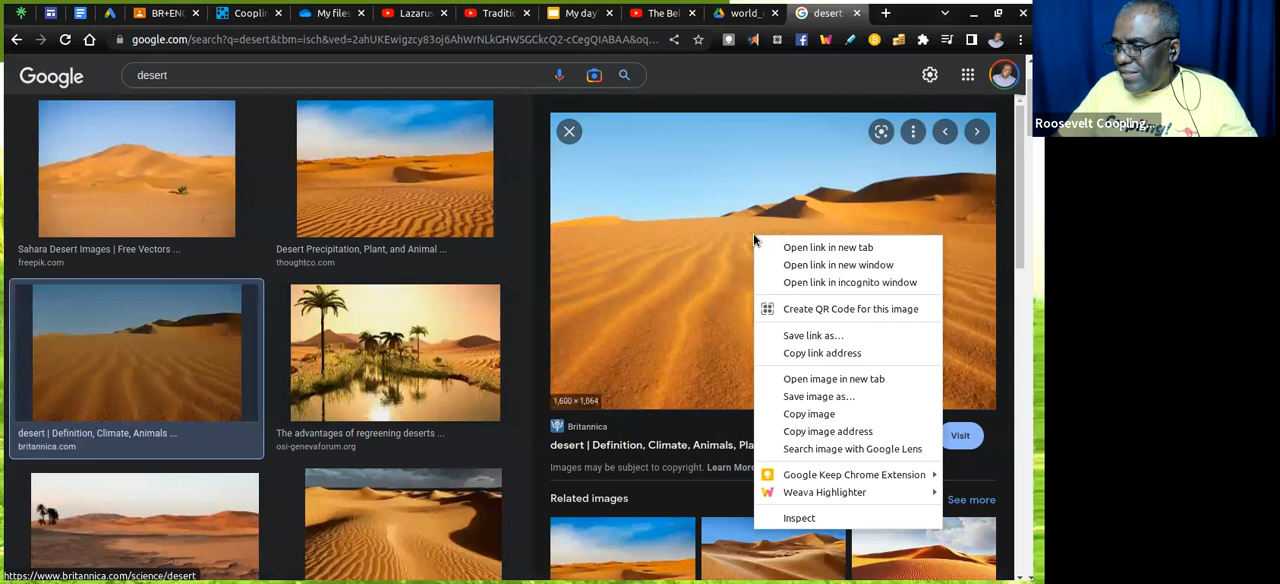 BR+EN
Cooplin
My files
Lazarus
Traditio
My day
The Bel
world_
desert
google.com/search?q=desert&tbm=isch&ved=2ahUKEwigzcy83oj6AhWrNLkGHWSGCkcQ2-cCegQIABAA&oq...
Google
desert
Sahara Desert Images | Free Vectors ...
freepik.com
Desert Precipitation, Plant, and Animal ...
thoughtco.com
desert | Definition, Climate, Animals ...
britannica.com
The advantages of regreening deserts ...
osi-genevaforum.org
1,600 × 1,064
Britannica
desert | Definition, Climate, Animals, Pla
Visit
Images may be subject to copyright. Learn More
Related images
See more
Open link in new tab
Open link in new window
Open link in incognito window
Create QR Code for this image
Save link as...
Copy link address
Open image in new tab
Save image as...
Copy image
Copy image address
Search image with Google Lens
Google Keep Chrome Extension
Weava Highlighter
Inspect
https://www.britannica.com/science/desert
Roosevelt Coopling...